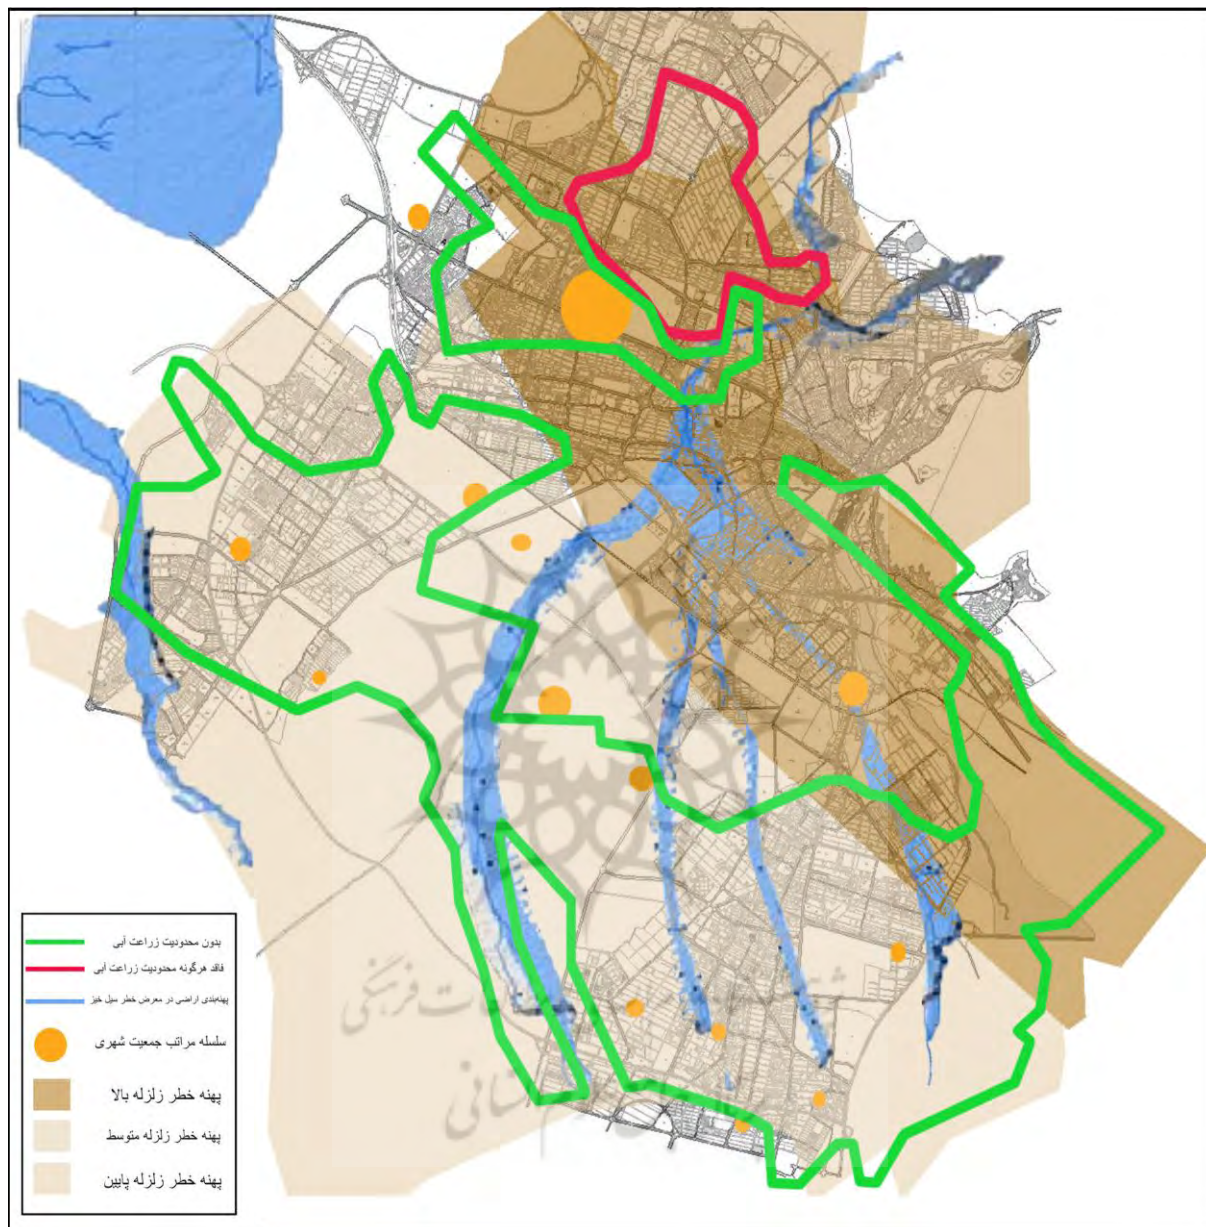 بدون محدودیت زراعت آبی
فاقد هرگونه محدودیت زراعت آبی
پهنه‌بندی اراضی در معرض خطر سیل خیز
سلسله مراتب جمعیت شهری
پهنه خطر زلزله بالا
پهنه خطر زلزله متوسط
پهنه خطر زلزله پایین